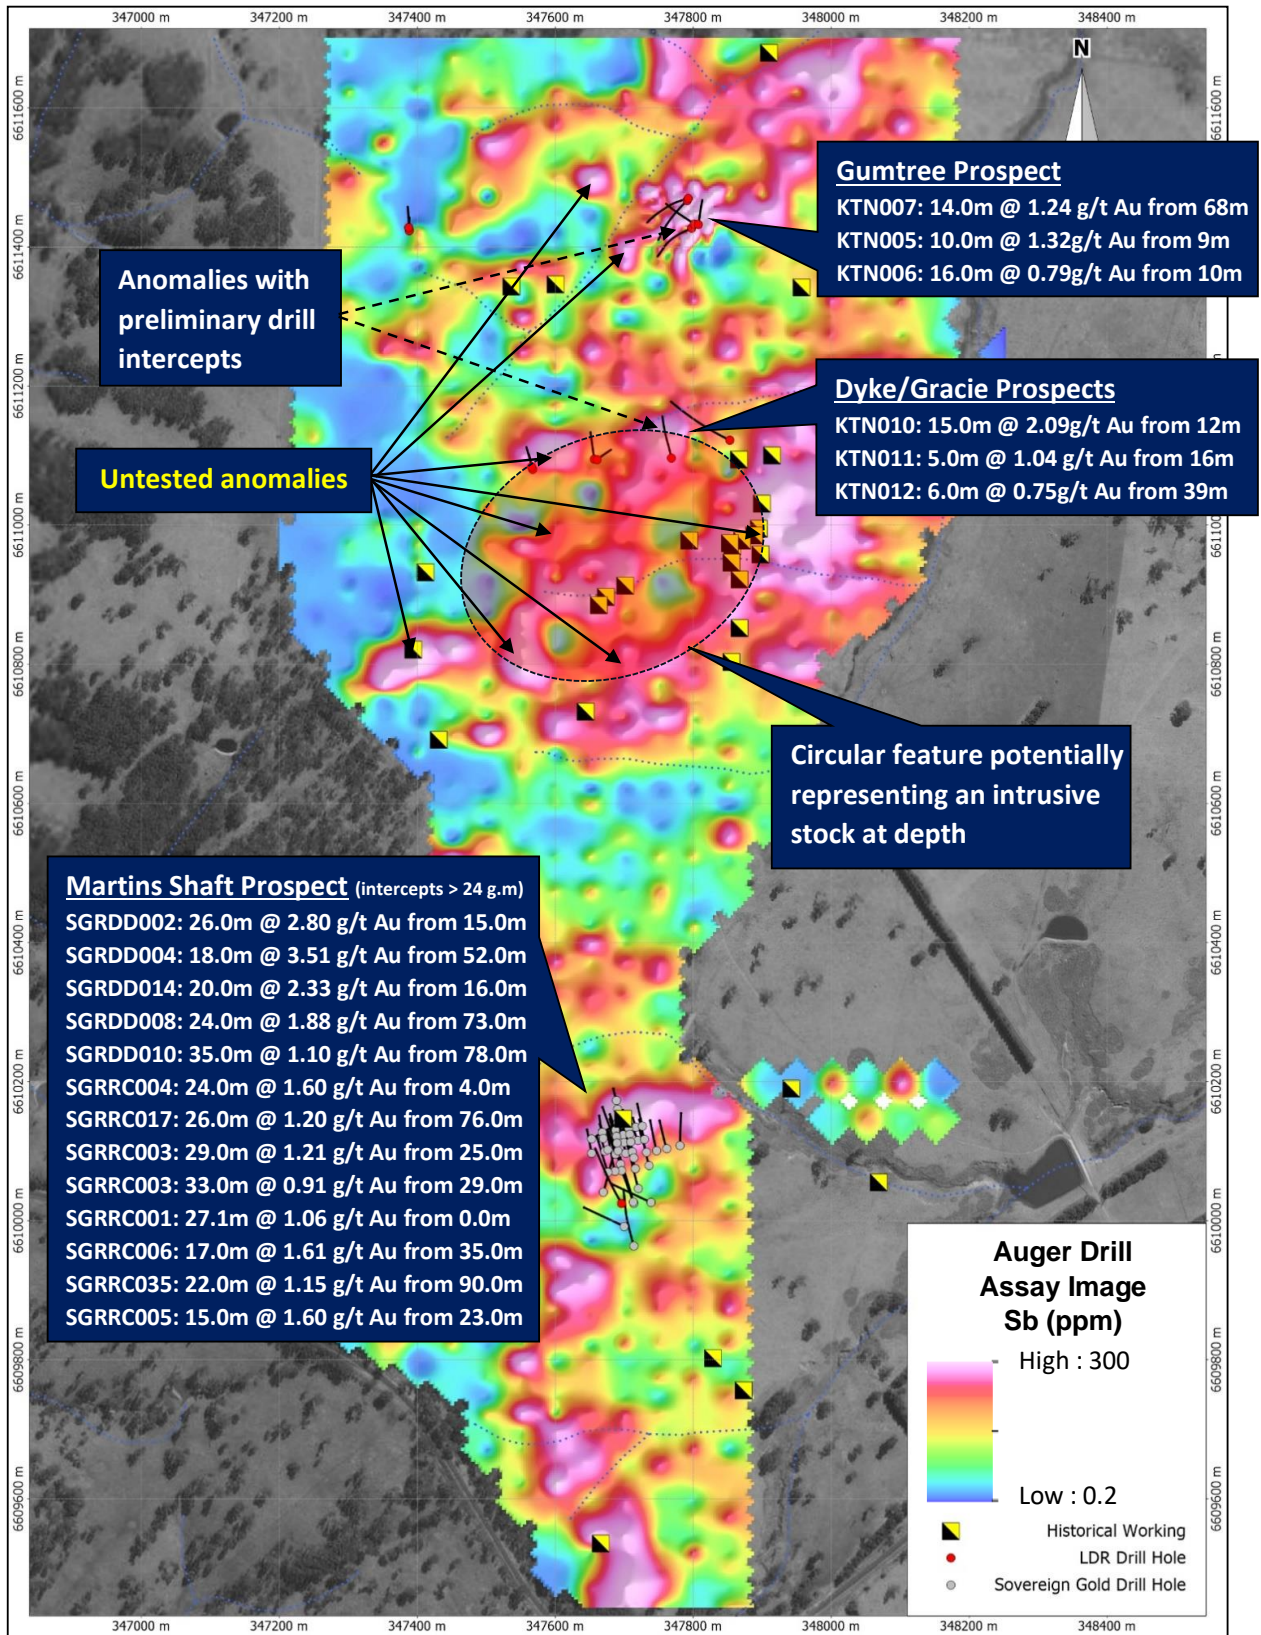 347000 m
347200 m
347400 m
347600 m
347800 m
348000 m
348200 m
348400 m
N
6611600 m
6611600 m
Gumtree Prospect
KTN007: 14.0m @ 1.24 g/t Au from 68m
KTN005: 10.0m @ 1.32g/t Au from 9m
KTN006: 16.0m @ 0.79g/t Au from 10m
6611400 m
Anomalies with
preliminary drill
intercepts
6611200 m
Dyke/Gracie Prospects
KTN010: 15.0m @ 2.09g/t Au from 12m
KTN011: 5.0m @ 1.04 g/t Au from 16m
KTN012: 6.0m @ 0.75g/t Au from 39m
Untested anomalies
6611000 m
6610800 m
6610800 m
Circular feature potentially
representing an intrusive
stock at depth
6610600 m
6610600 m
Martins Shaft Prospect (intercepts > 24 g.m)
SGRDD002: 26.0m @ 2.80 g/t Au from 15.0m
SGRDD004: 18.0m @ 3.51 g/t Au from 52.0m
SGRDD014: 20.0m @ 2.33 g/t Au from 16.0m
SGRDD008: 24.0m @ 1.88 g/t Au from 73.0m
SGRDD010: 35.0m @ 1.10 g/t Au from 78.0m
SGRRC004: 24.0m @ 1.60 g/t Au from 4.0m
SGRRC017: 26.0m @ 1.20 g/t Au from 76.0m
SGRRC003: 29.0m @ 1.21 g/t Au from 25.0m
SGRRC003: 33.0m @ 0.91 g/t Au from 29.0m
SGRRC001: 27.1m @ 1.06 g/t Au from 0.0m
SGRRC006: 17.0m @ 1.61 g/t Au from 35.0m
SGRRC035: 22.0m @ 1.15 g/t Au from 90.0m
SGRRC005: 15.0m @ 1.60 g/t Au from 23.0m
6610400 m
6610400 m
6610200 m
6610200 m
6610000 m
6610000 m
6609800 m
6609800 m
6609600 m
6609600 m
Auger Drill
Assay Image
Sb (ppm)
High : 300
Low : 0.2
Historical Working
LDR Drill Hole
Sovereign Gold Drill Hole
347000 m
347200 m
347400 m
347600 m
347800 m
348000 m
348200 m
348400 m